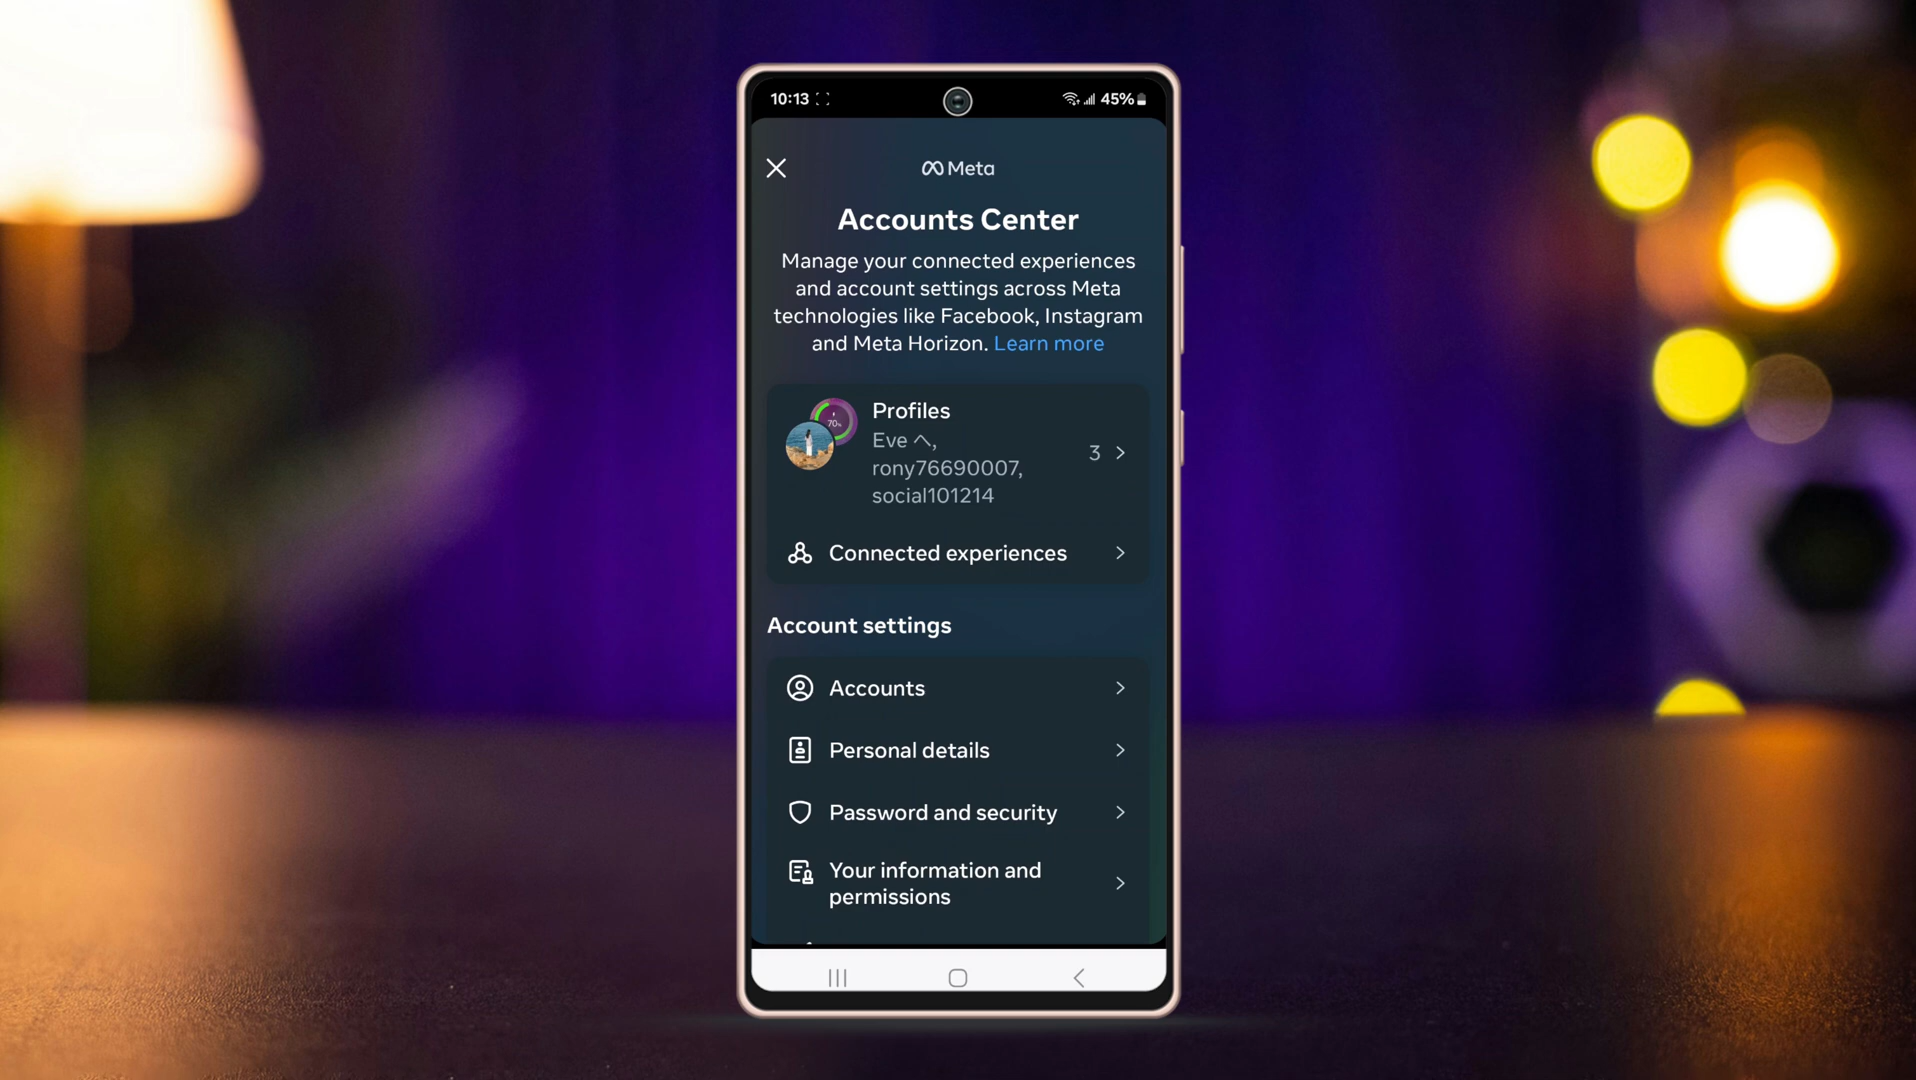 10:13
45%
Meta
Accounts Center
Manage your connected experiences
and account settings across Meta
technologies like Facebook, Instagram
and Meta Horizon. Learn more
70%
Profiles
Eve へ,
rony76690007,
social101214
3
Connected experiences
Account settings
Accounts
Personal details
Password and security
Your information and
permissions